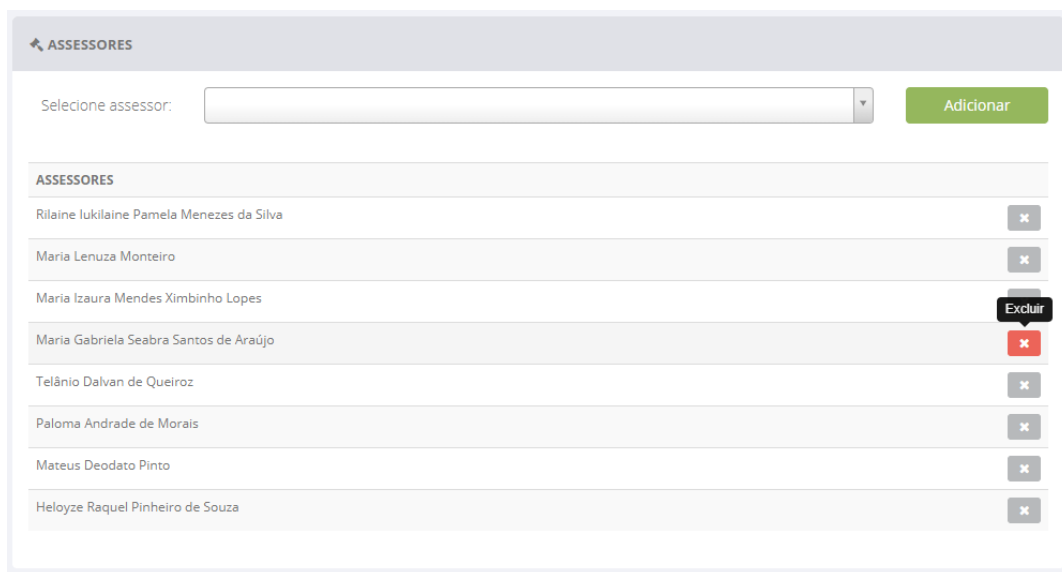 ASSESSORES
Selecione assessor:
Adicionar
ASSESSORES
Rilaine Iukilaine Pamela Menezes da Silva
Maria Lenuza Monteiro
Maria Izaura Mendes Ximbinho Lopes
Excluir
Maria Gabriela Seabra Santos de Araújo
Telânio Dalvan de Queiroz
Paloma Andrade de Morais
Mateus Deodato Pinto
Heloyze Raquel Pinheiro de Souza